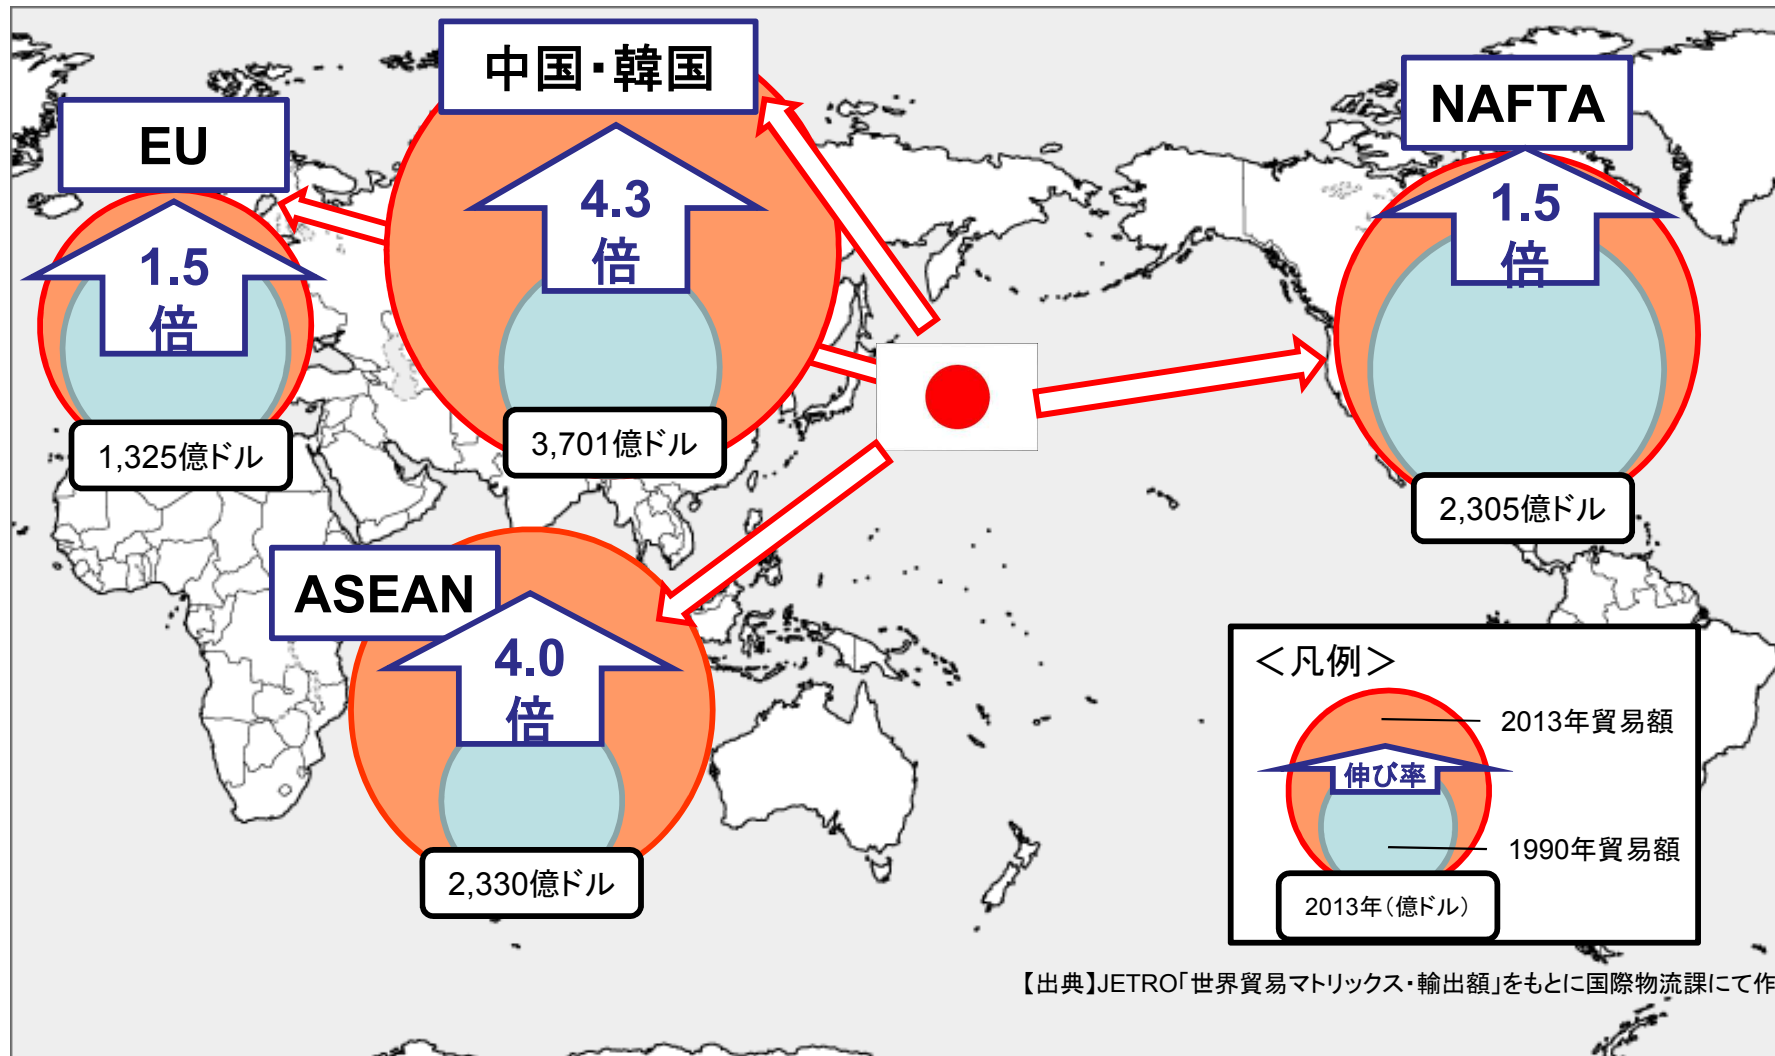 中国・韓国
4.3
倍
3,701億ドル
EU
1.5
倍
1,325億ドル
NAFTA
1.5
倍
2,305億ドル
ASEAN
4.0
倍
2,330億ドル
＜凡例＞
2013年貿易額
伸び率
1990年貿易額
2013年（億ドル）
【出典】JETRO「世界貿易マトリックス・輸出額」をもとに国際物流課にて作